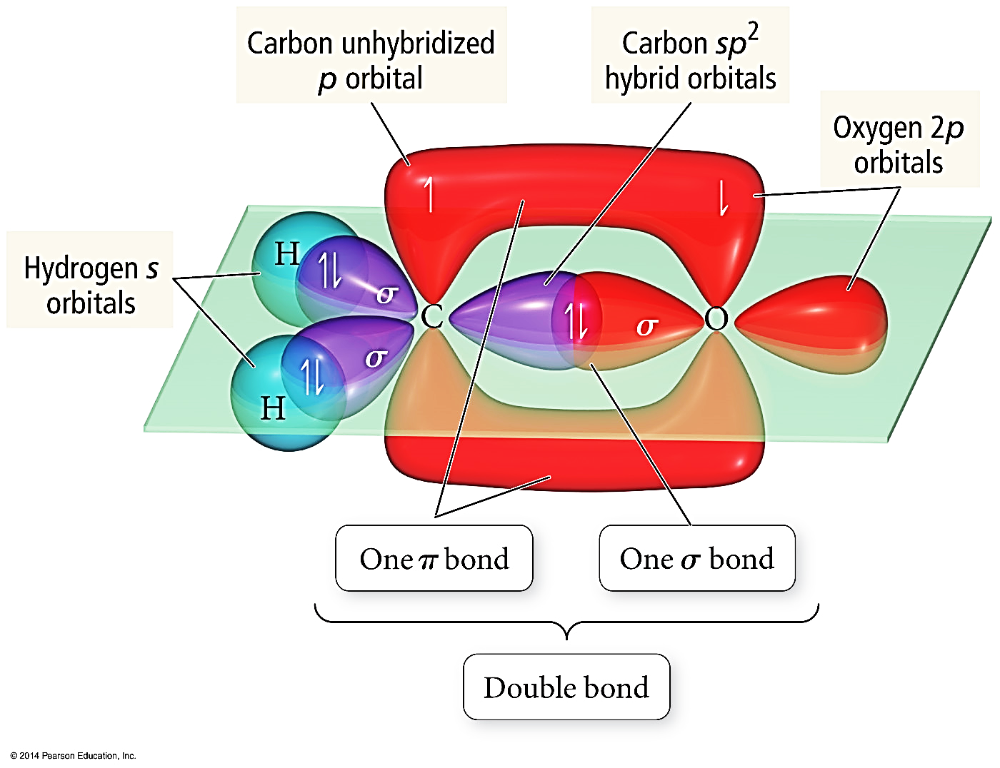 Carbon unhybridized
p orbital
Carbon sp²
hybrid orbitals
Oxygen 2p
orbitals
Hydrogen s
orbitals
H
σ
C
σ
O
σ
H
One π bond
One σ bond
Double bond
© 2014 Pearson Education, Inc.